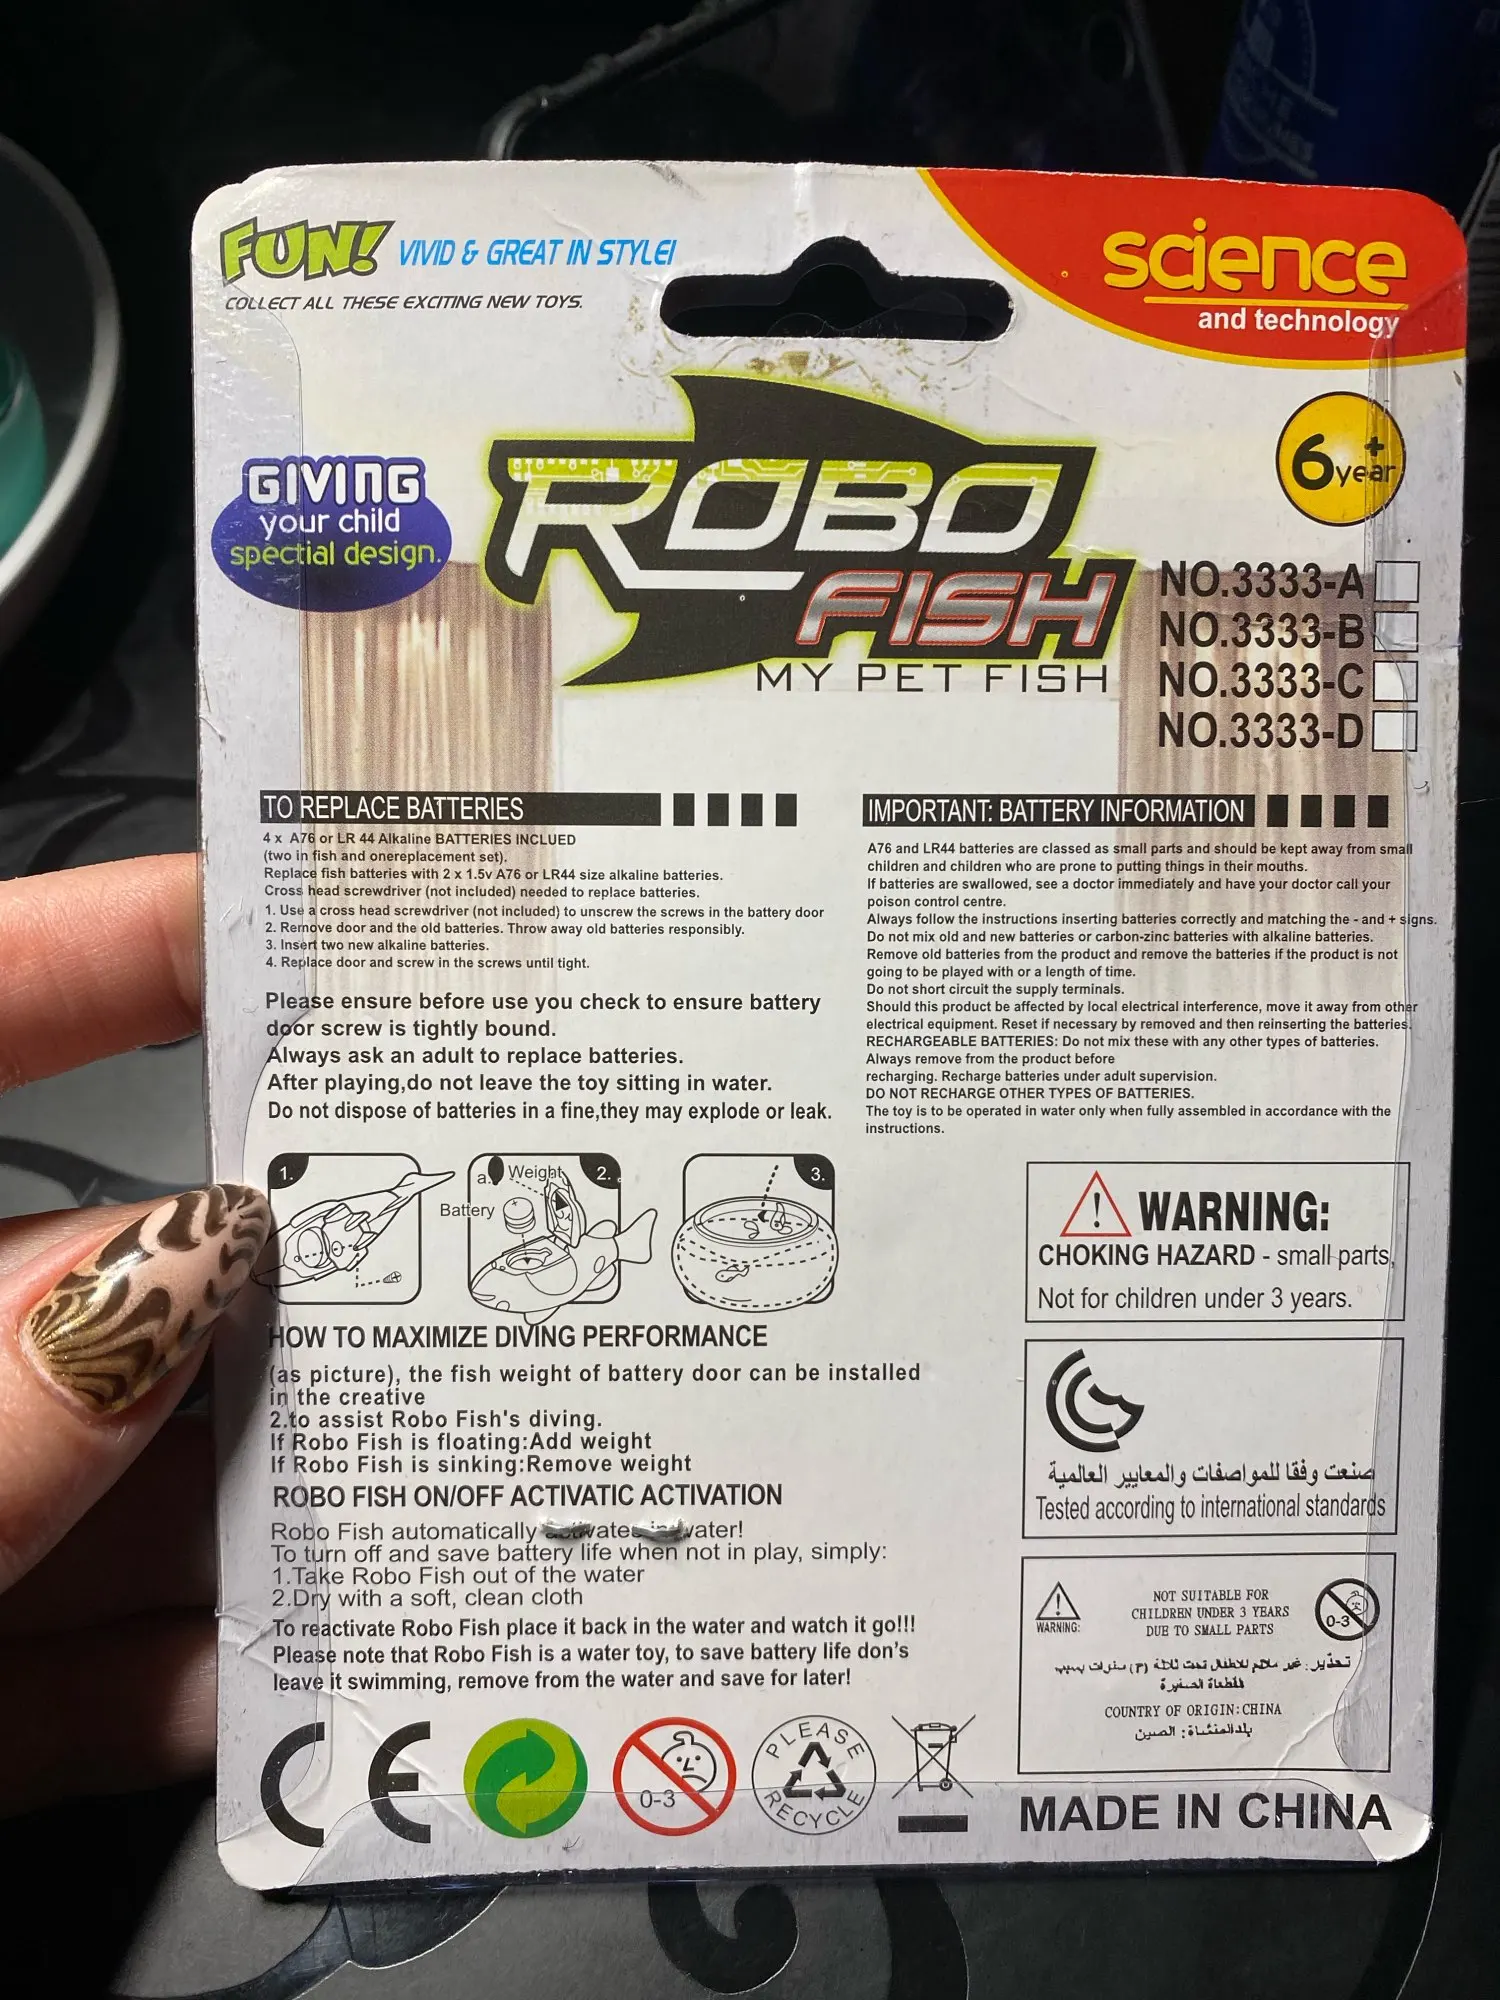 FUN! VIVID & GREAT IN STYLE!
COLLECT ALL THESE EXCITING NEW TOYS.
science
and technology
6+
year
GIVING
your child
spectial design.
ROBO
FISH
MY PET FISH
NO.3333-A
NO.3333-B
NO.3333-C
NO.3333-D
TO REPLACE BATTERIES
4 x A76 or LR 44 Alkaline BATTERIES INCLUED
(two in fish and onereplacement set).
Replace fish batteries with 2 x 1.5v A76 or LR44 size alkaline batteries.
Cross head screwdriver (not included) needed to replace batteries.
1. Use a cross head screwdriver (not included) to unscrew the screws in the battery door
2. Remove door and the old batteries. Throw away old batteries responsibly.
3. Insert two new alkaline batteries.
4. Replace door and screw in the screws until tight.
Please ensure before use you check to ensure battery
door screw is tightly bound.
Always ask an adult to replace batteries.
After playing,do not leave the toy sitting in water.
Do not dispose of batteries in a fine,they may explode or leak.
IMPORTANT: BATTERY INFORMATION
A76 and LR44 batteries are classed as small parts and should be kept away from small
children and children who are prone to putting things in their mouths.
If batteries are swallowed, see a doctor immediately and have your doctor call your
poison control centre.
Always follow the instructions inserting batteries correctly and matching the - and + signs.
Do not mix old and new batteries or carbon-zinc batteries with alkaline batteries.
Remove old batteries from the product and remove the batteries if the product is not
going to be played with or a length of time.
Do not short circuit the supply terminals.
Should this product be affected by local electrical interference, move it away from other
electrical equipment. Reset if necessary by removed and then reinserting the batteries.
RECHARGEABLE BATTERIES: Do not mix these with any other types of batteries.
Always remove from the product before
recharging. Recharge batteries under adult supervision.
DO NOT RECHARGE OTHER TYPES OF BATTERIES.
The toy is to be operated in water only when fully assembled in accordance with the
instructions.
1.
a. Weight 2.
Battery
3.
HOW TO MAXIMIZE DIVING PERFORMANCE
(as picture), the fish weight of battery door can be installed
in the creative
2.to assist Robo Fish's diving.
If Robo Fish is floating:Add weight
If Robo Fish is sinking:Remove weight
ROBO FISH ON/OFF ACTIVATIC ACTIVATION
Robo Fish automatically activates in water!
To turn off and save battery life when not in play, simply:
1.Take Robo Fish out of the water
2.Dry with a soft, clean cloth
To reactivate Robo Fish place it back in the water and watch it go!!!
Please note that Robo Fish is a water toy, to save battery life don's
leave it swimming, remove from the water and save for later!
WARNING:
CHOKING HAZARD - small parts,
Not for children under 3 years.
صنعت وفقا للمواصفات والمعايير العالمية
Tested according to international standards
WARNING:
NOT SUITABLE FOR
CHILDREN UNDER 3 YEARS
DUE TO SMALL PARTS
0-3
تحذير: غير ملائم للاطفال تحت ثلاثة (٣) سنوات بسبب
COUNTRY OF ORIGIN:CHINA
بلد المنشأة: الصين
CE
0-3
PLEASE
RECYCLE
MADE IN CHINA